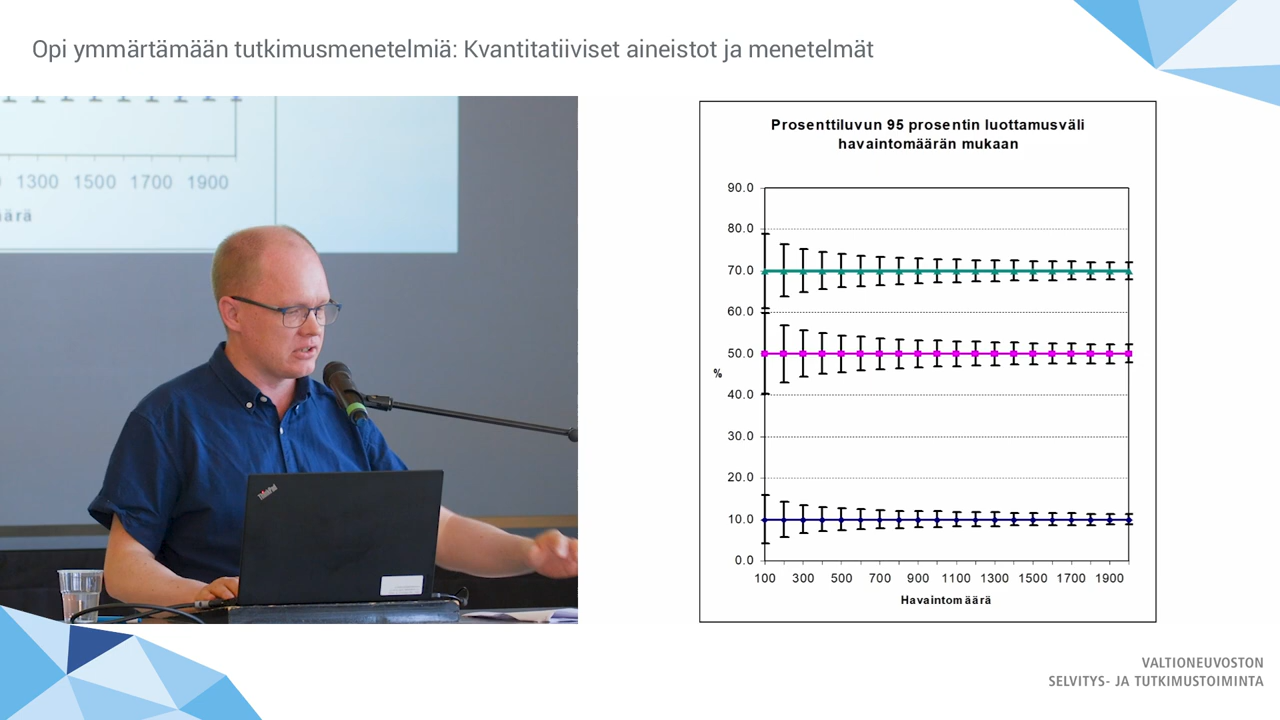 Opi ymmärtämään tutkimusmenetelmiä: Kvantitatiiviset aineistot ja menetelmät
1300 1500 1700 1900
ärä
ThinkPad
Prosenttiluvun 95 prosentin luottamusväli
havaintomäärän mukaan
90.0
80.0
70.0
60.0
50.0
%
40.0
30.0
20.0
10.0
0.0
100 300 500 700 900 1100 1300 1500 1700 1900
Havaintomäärä
VALTIONEUVOSTON
SELVITYS- JA TUTKIMUSTOIMINTA